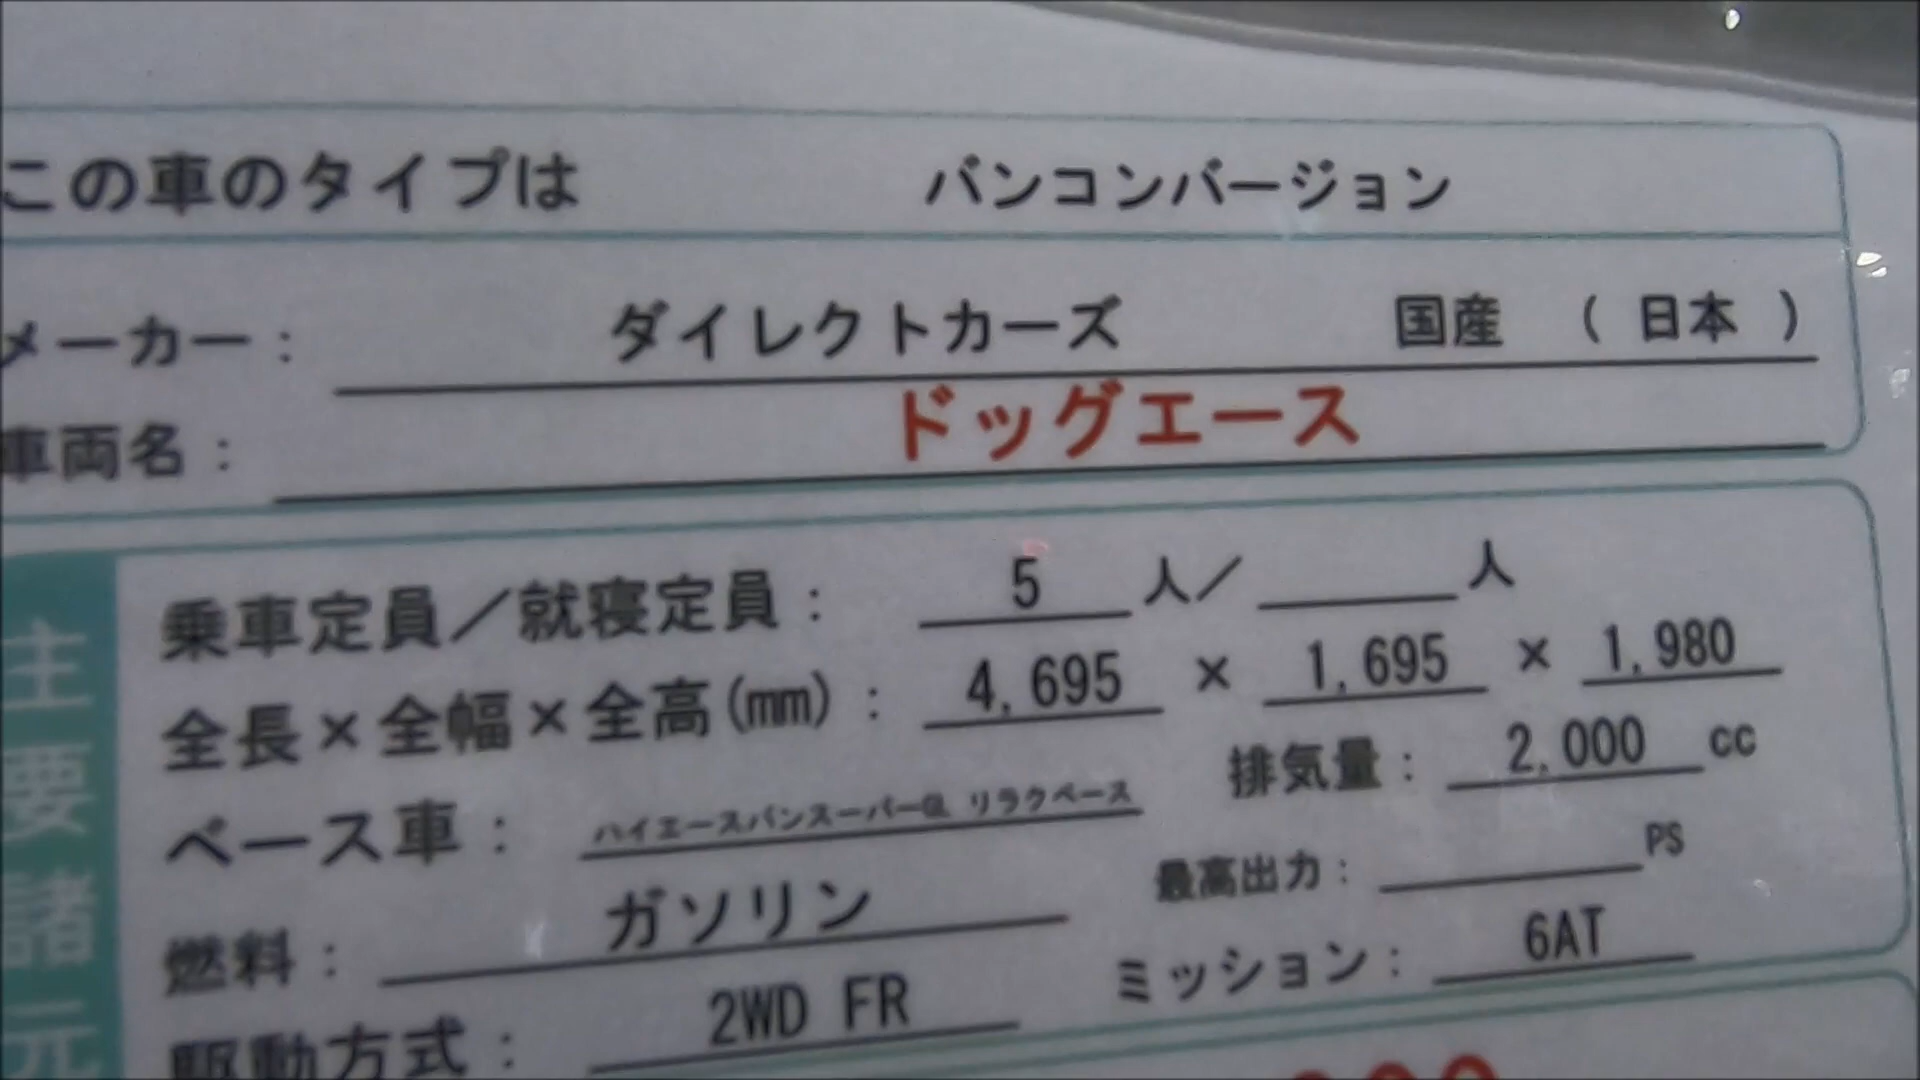 この車のタイプは バンコンバージョン
メーカー： ダイレクトカーズ 国産 （ 日本 ）
車両名： ドッグエース
主要諸元
乗車定員／就寝定員： 5 人／ 人
全長×全幅×全高(mm)： 4,695 × 1,695 × 1,980
ベース車： ハイエースバンスーパーGL リラクベース 排気量： 2,000 cc
燃料： ガソリン 最高出力： PS
駆動方式： 2WD FR ミッション： 6AT